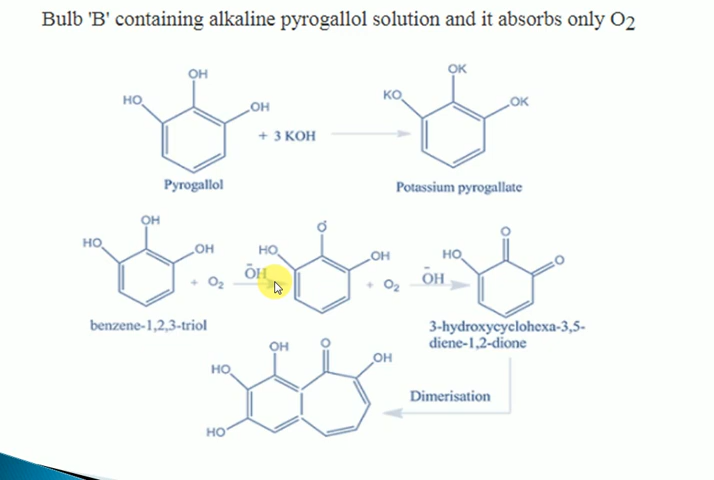 Bulb 'B' containing alkaline pyrogallol solution and it absorbs only O2
OH
HO
OH
+ 3 KOH
Pyrogallol
OK
KO
OK
Potassium pyrogallate
OH
HO
OH
+ O2
ŌH
benzene-1,2,3-triol
HO
OH
+ O2
ŌH
O
HO
O
3-hydroxycyclohexa-3,5-
diene-1,2-dione
Dimerisation
OH
O
HO
OH
HO